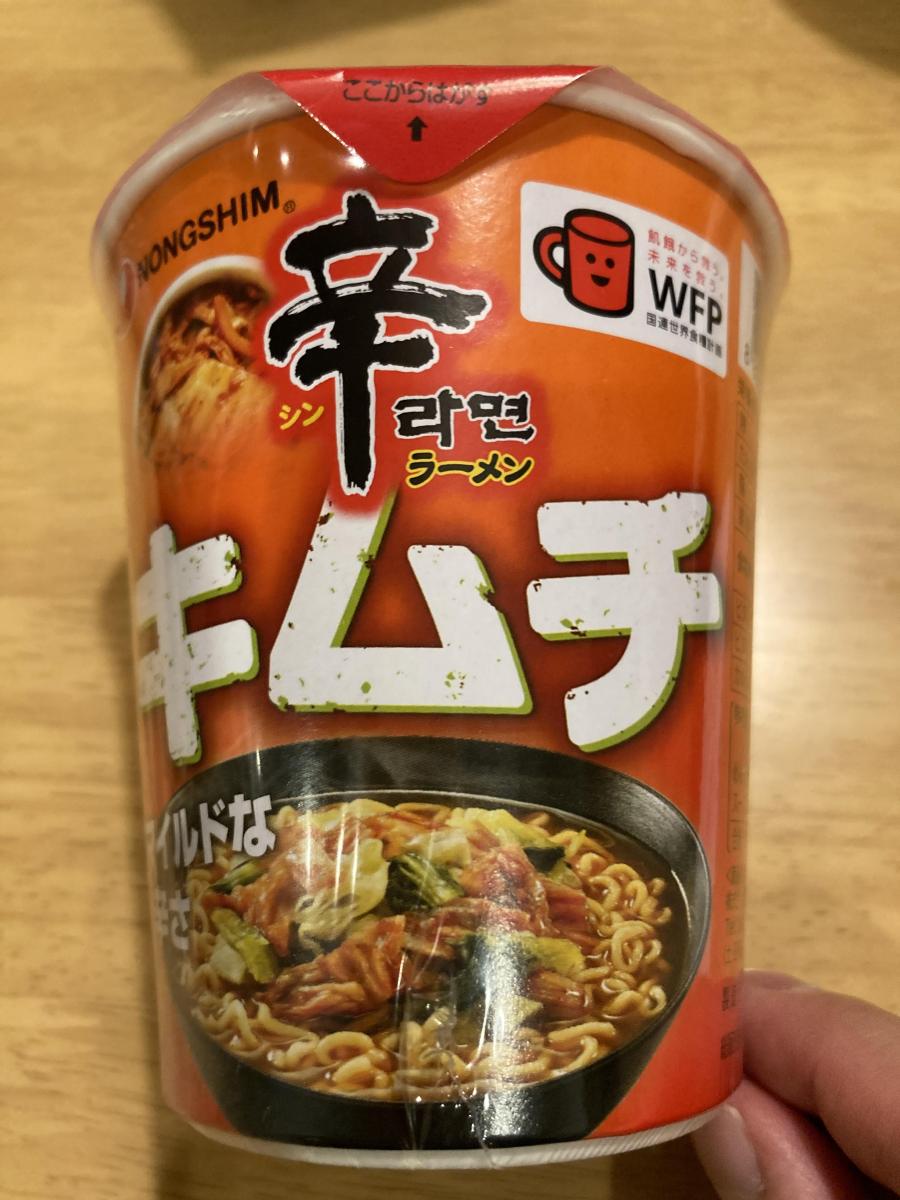 ここからはがす
NONGSHIM®
辛
シン
라면
ラーメン
飢餓から救う。
未来を救う。
WFP
国連世界食糧計画
キムチ
イルドな
辛さ